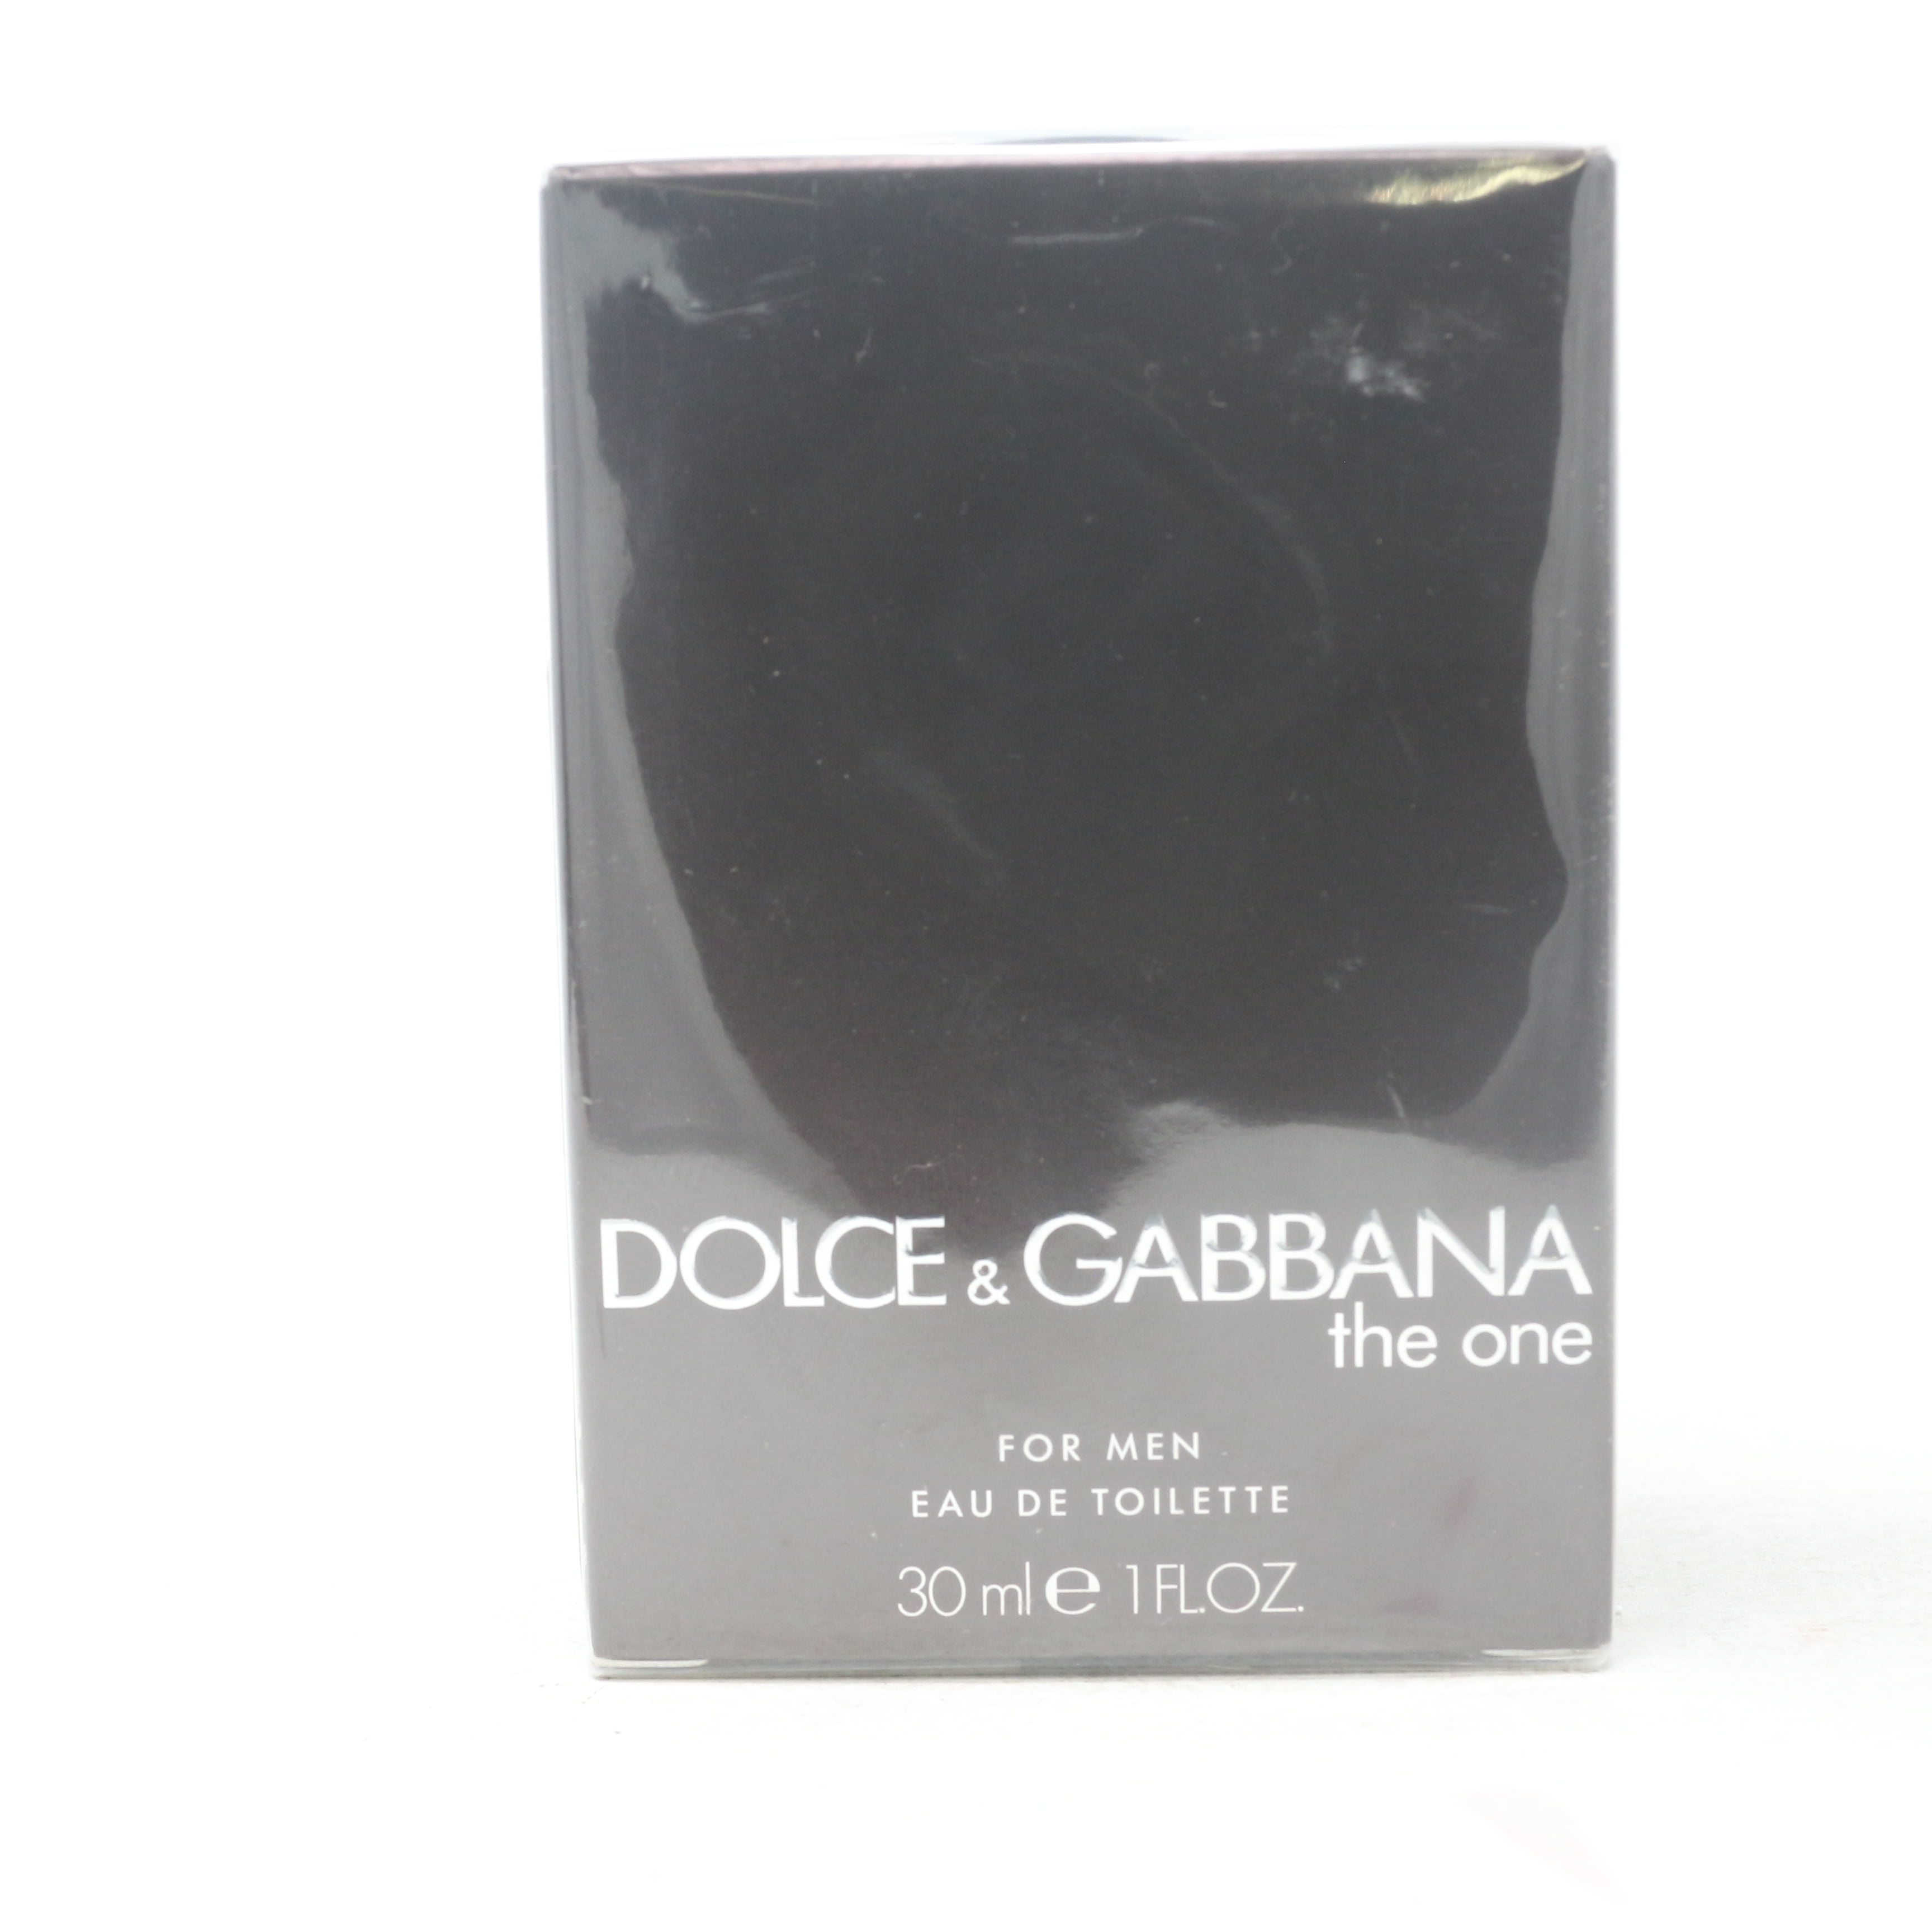 DOLCE & GABBANA
the one
FOR MEN
EAU DE TOILETTE
30 ml e 1 FL.OZ.